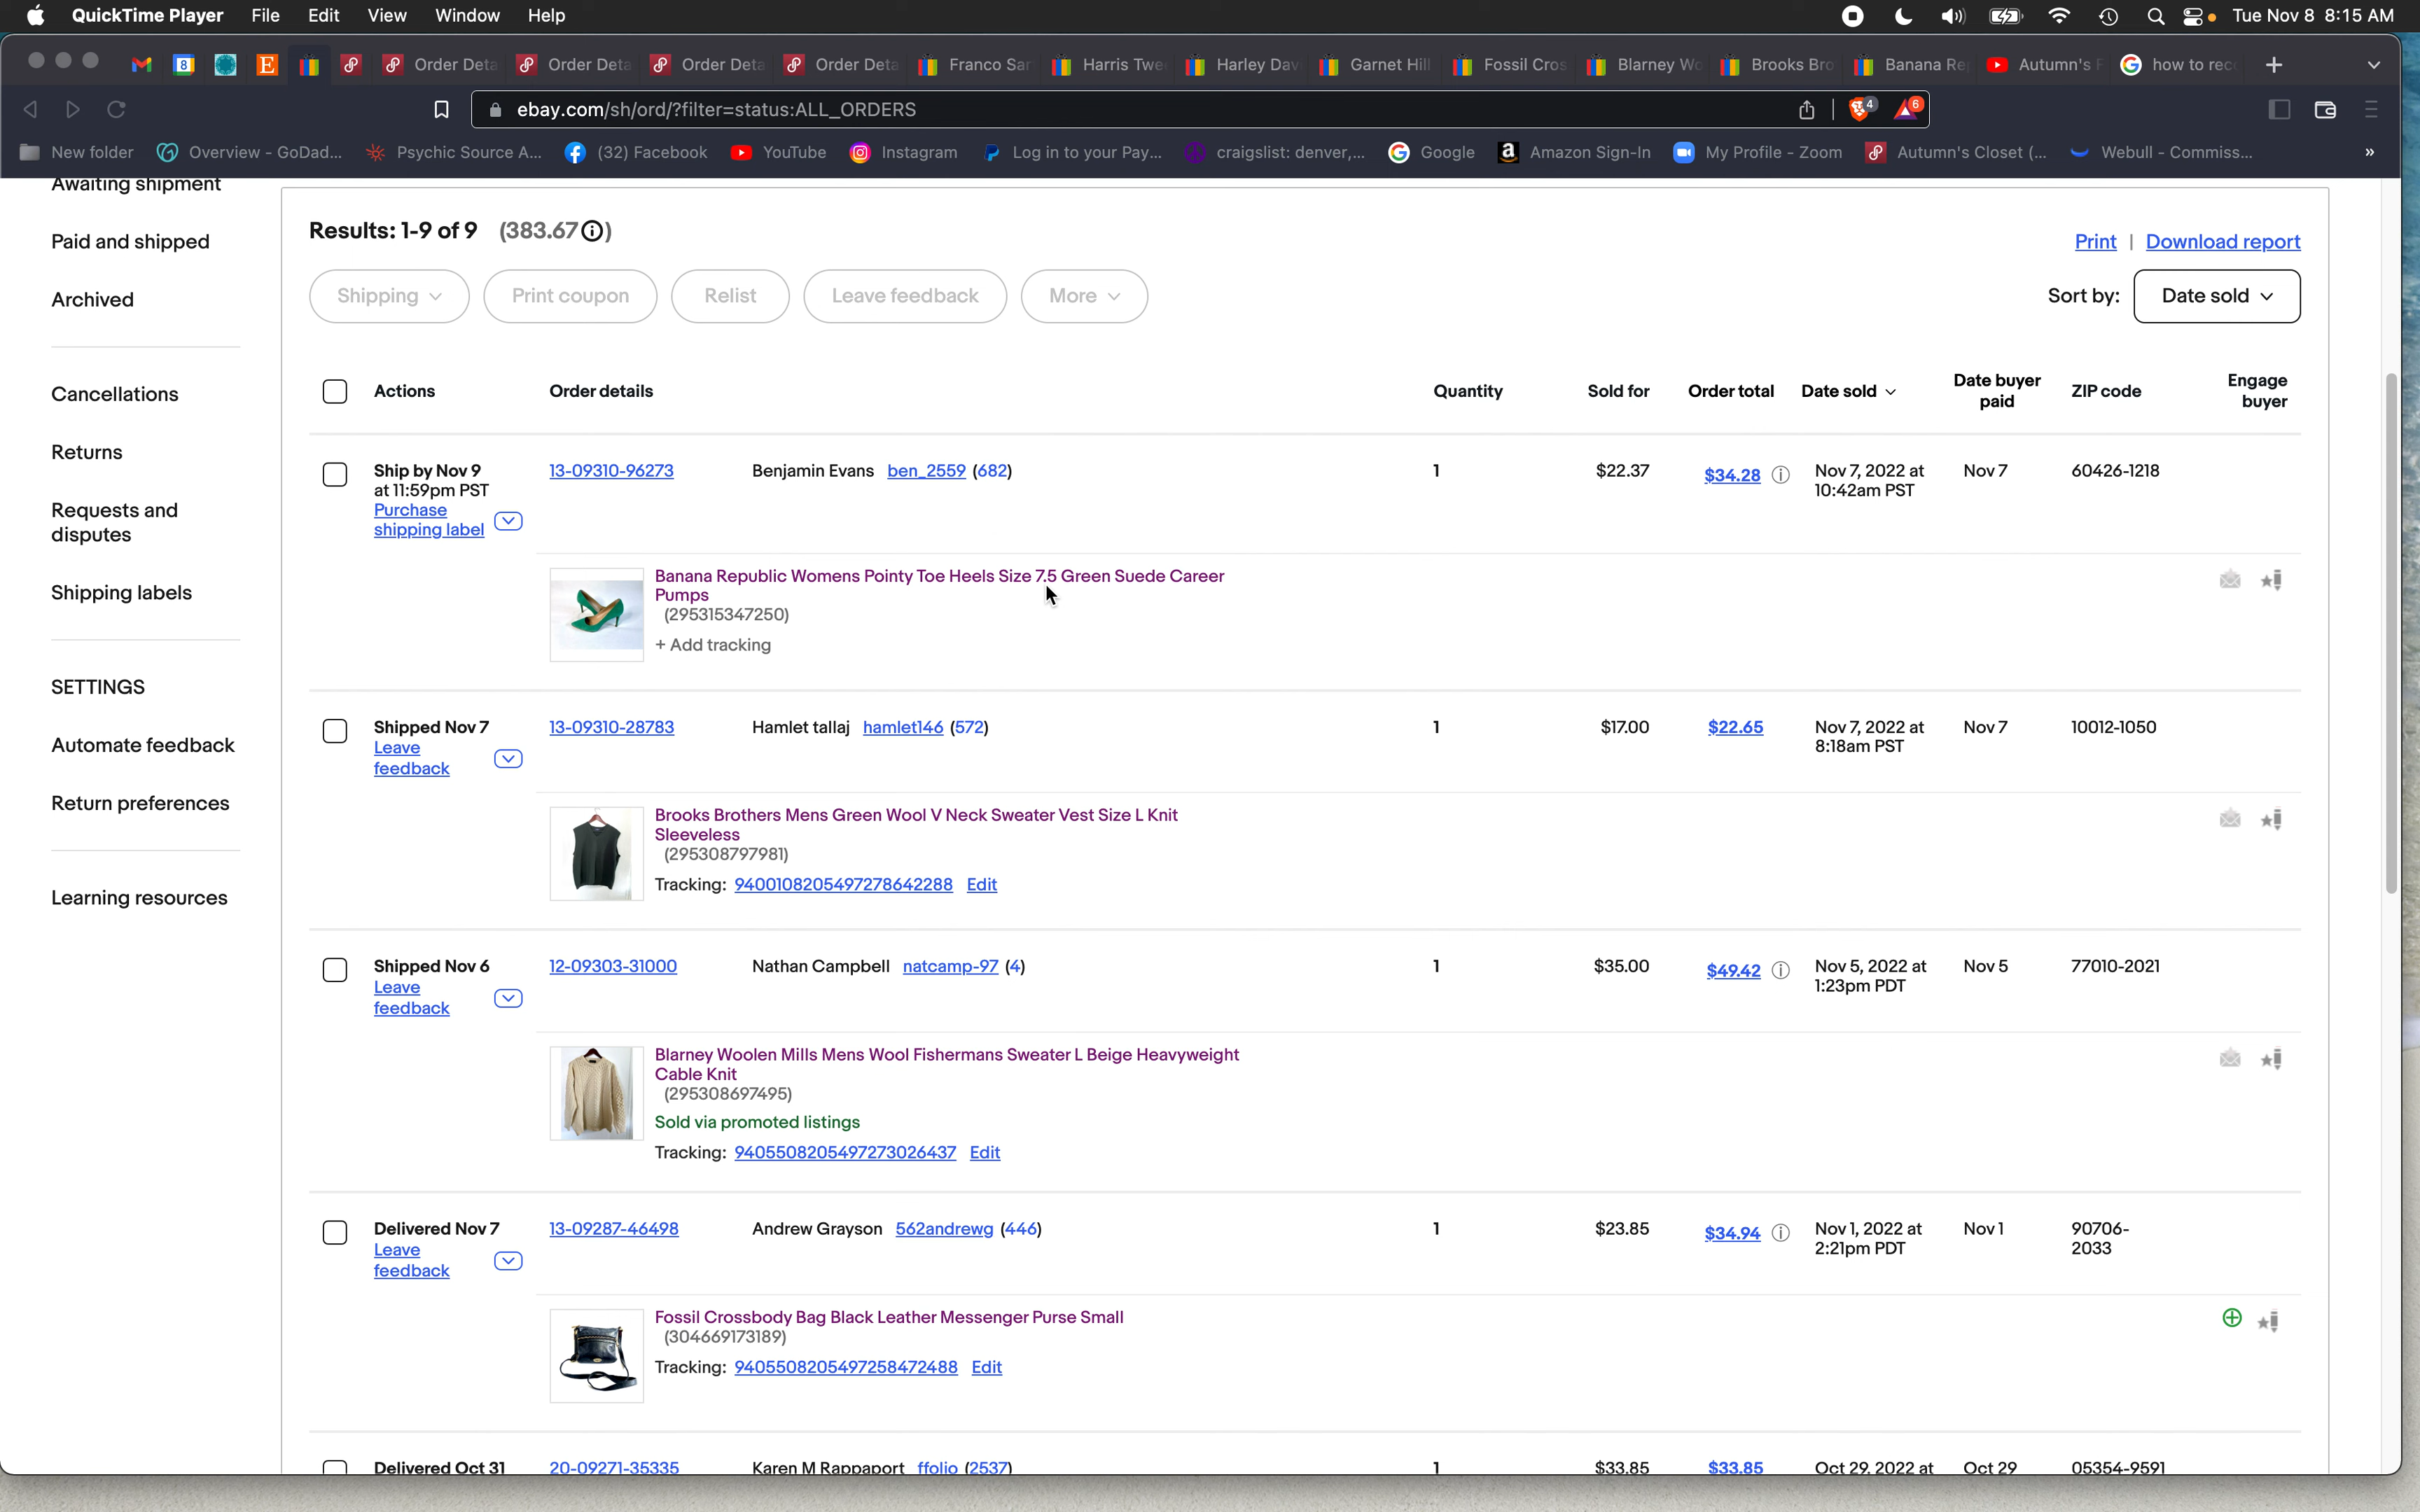 QuickTime Player File Edit View Window Help Tue Nov 8 8:15 AM
8 Order Deta Order Deta Order Deta Order Deta Franco Sar Harris Twe Harley Dav Garnet Hill Fossil Cros Blarney Wo Brooks Bro Banana Re Autumn's F how to rec
ebay.com/sh/ord/?filter=status:ALL_ORDERS 4 6
New folder Overview - GoDad... Psychic Source A... (32) Facebook YouTube Instagram Log in to your Pay... craigslist: denver,... Google Amazon Sign-In My Profile - Zoom Autumn's Closet (... Webull - Commiss... »
Awaiting shipment
Paid and shipped
Archived
Cancellations
Returns
Requests and
disputes
Shipping labels
SETTINGS
Automate feedback
Return preferences
Learning resources
Results: 1-9 of 9 (383.67)
Print | Download report
Shipping Print coupon Relist Leave feedback More Sort by: Date sold
Actions Order details Quantity Sold for Order total Date sold Date buyer paid ZIP code Engage buyer
Ship by Nov 9 13-09310-96273 Benjamin Evans ben_2559 (682) 1 $22.37 $34.28 Nov 7, 2022 at Nov 7 60426-1218
at 11:59pm PST 10:42am PST
Purchase
shipping label
Banana Republic Womens Pointy Toe Heels Size 7.5 Green Suede Career
Pumps
(295315347250)
+ Add tracking
Shipped Nov 7 13-09310-28783 Hamlet tallaj hamlet146 (572) 1 $17.00 $22.65 Nov 7, 2022 at Nov 7 10012-1050
Leave 8:18am PST
feedback
Brooks Brothers Mens Green Wool V Neck Sweater Vest Size L Knit
Sleeveless
(295308797981)
Tracking: 9400108205497278642288 Edit
Shipped Nov 6 12-09303-31000 Nathan Campbell natcamp-97 (4) 1 $35.00 $49.42 Nov 5, 2022 at Nov 5 77010-2021
Leave 1:23pm PDT
feedback
Blarney Woolen Mills Mens Wool Fishermans Sweater L Beige Heavyweight
Cable Knit
(295308697495)
Sold via promoted listings
Tracking: 9405508205497273026437 Edit
Delivered Nov 7 13-09287-46498 Andrew Grayson 562andrewg (446) 1 $23.85 $34.94 Nov 1, 2022 at Nov 1 90706-
Leave 2:21pm PDT 2033
feedback
Fossil Crossbody Bag Black Leather Messenger Purse Small
(304669173189)
Tracking: 9405508205497258472488 Edit
Delivered Oct 31 20-09271-35335 Karen M Rappaport ffolio (2537) 1 $33.85 $33.85 Oct 29, 2022 at Oct 29 05354-9591